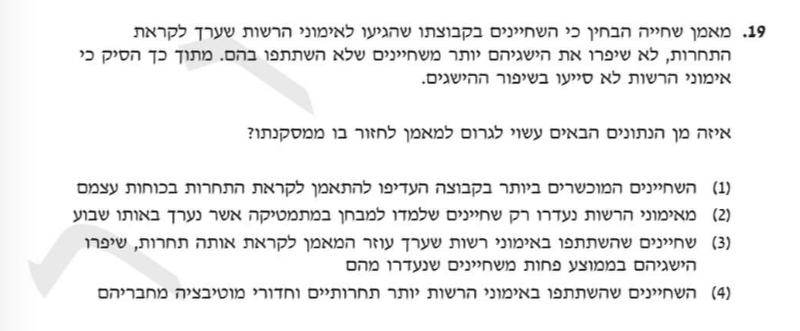 19. מאמן שחייה הבחין כי השחיינים בקבוצתו שהגיעו לאימוני הרשות שערך לקראת
התחרות, לא שיפרו את הישגיהם יותר משחיינים שלא השתתפו בהם. מתוך כך הסיק כי
אימוני הרשות לא סייעו בשיפור ההישגים.
איזה מן הנתונים הבאים עשוי לגרום למאמן לחזור בו ממסקנתו?
(1) השחיינים המוכשרים ביותר בקבוצה העדיפו להתאמן לקראת התחרות בכוחות עצמם
(2) מאימוני הרשות נעדרו רק שחיינים שלמדו למבחן במתמטיקה אשר נערך באותו שבוע
(3) שחיינים שהשתתפו באימוני רשות שערך עוזר המאמן לקראת אותה תחרות, שיפרו
הישגיהם בממוצע פחות משחיינים שנעדרו מהם
(4) השחיינים שהשתתפו באימוני הרשות יותר תחרותיים וחדורי מוטיבציה מחבריהם